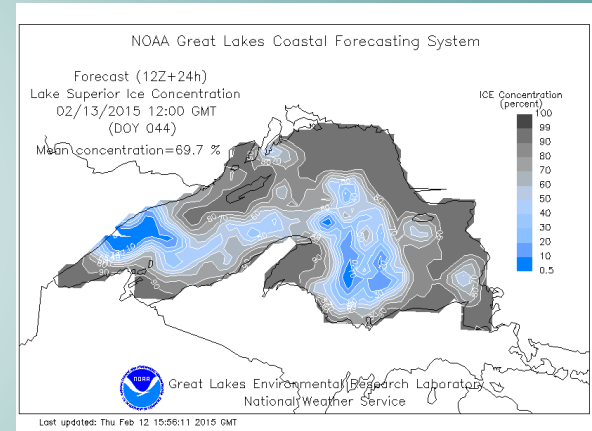 NOAA Great Lakes Coastal Forecasting System
Forecast (12Z+24h)
Lake Superior Ice Concentration
02/13/2015 12:00 GMT
(DOY 044)
Mean concentration=69.7 %
ICE Concentration
(percent)
100
99
90
80
70
60
50
40
30
20
10
0.5
NOAA
Great Lakes Environmental Research Laboratory
National Weather Service
Last updated: Thu Feb 12 15:56:11 2015 GMT